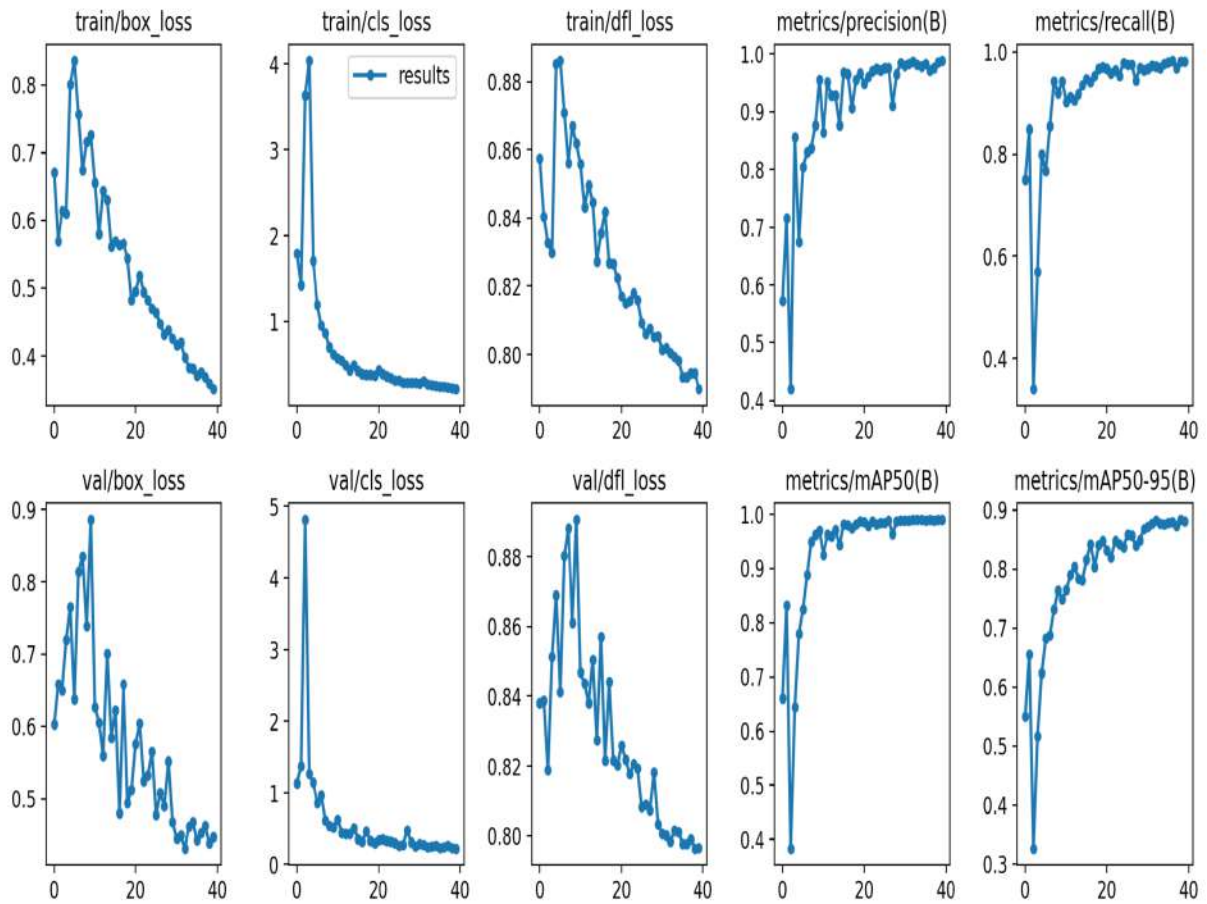 train/box_loss
train/cls_loss
train/dfl_loss
metrics/precision(B)
metrics/recall(B)
0.8
0.7
0.6
0.5
0.4
0 20 40
results
4
3
2
1
0 20 40
0.88
0.86
0.84
0.82
0.80
0 20 40
1.0
0.9
0.8
0.7
0.6
0.5
0.4
0 20 40
1.0
0.8
0.6
0.4
0 20 40
val/box_loss
val/cls_loss
val/dfl_loss
metrics/mAP50(B)
metrics/mAP50-95(B)
0.9
0.8
0.7
0.6
0.5
0 20 40
5
4
3
2
1
0
0 20 40
0.88
0.86
0.84
0.82
0.80
0 20 40
1.0
0.9
0.8
0.7
0.6
0.5
0.4
0 20 40
0.9
0.8
0.7
0.6
0.5
0.4
0.3
0 20 40